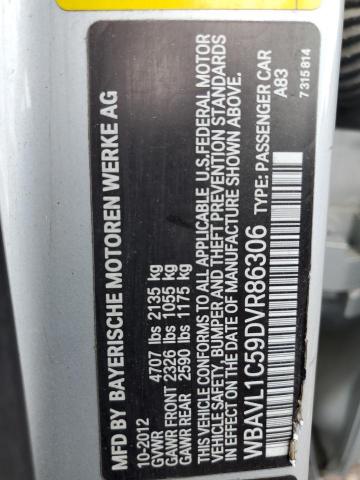 MFD BY BAYERISCHE MOTOREN WERKE AG
10-2012
GVWR 4707 lbs 2135 kg
GAWR FRONT 2326 lbs 1055 kg
GAWR REAR 2590 lbs 1175 kg
THIS VEHICLE CONFORMS TO ALL APPLICABLE U.S. FEDERAL MOTOR
VEHICLE SAFETY, BUMPER AND THEFT PREVENTION STANDARDS
IN EFFECT ON THE DATE OF MANUFACTURE SHOWN ABOVE.
WBAVL1C59DVR86306 TYPE: PASSENGER CAR
A83
7 315 814